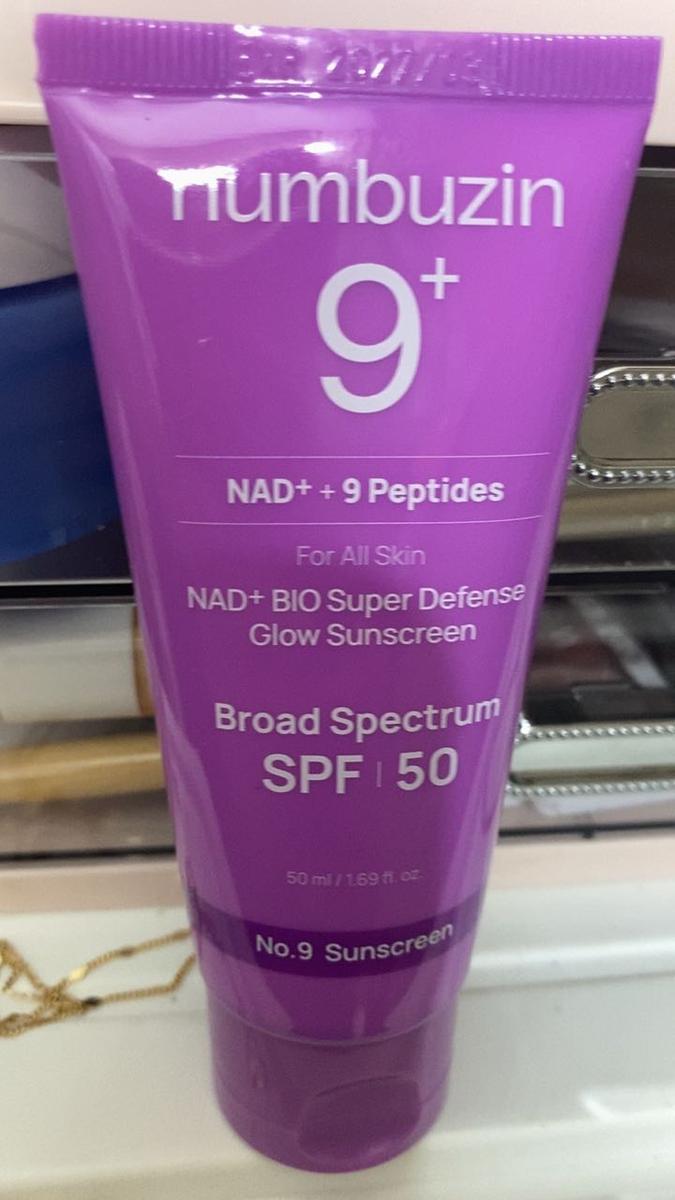 numbuzin
9+
NAD+ + 9 Peptides
For All Skin
NAD+ BIO Super Defense
Glow Sunscreen
Broad Spectrum
SPF | 50
50 ml / 1.69 fl. oz.
No.9 Sunscreen